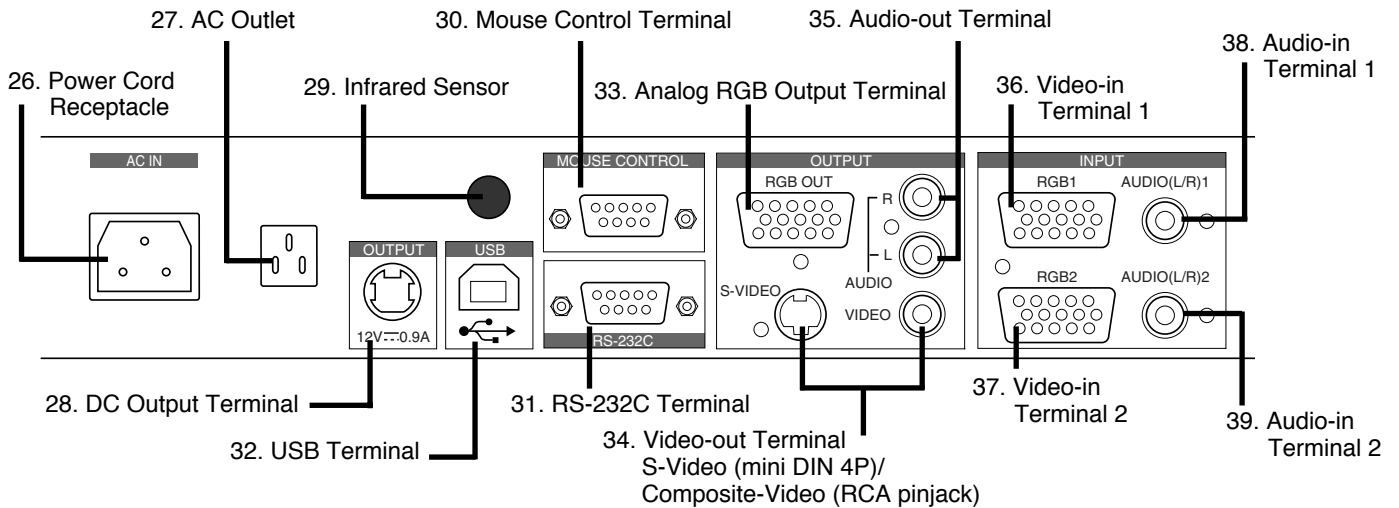 27. AC Outlet
30. Mouse Control Terminal
35. Audio-out Terminal
38. Audio-in
Terminal 1
26. Power Cord
Receptacle
29. Infrared Sensor
33. Analog RGB Output Terminal
36. Video-in
Terminal 1
AC IN
MOUSE CONTROL
OUTPUT
INPUT
RGB OUT
R
RGB1
AUDIO(L/R)1
OUTPUT
USB
L
S-VIDEO
AUDIO
RGB2
AUDIO(L/R)2
VIDEO
12V⎓0.9A
RS-232C
28. DC Output Terminal
31. RS-232C Terminal
37. Video-in
Terminal 2
32. USB Terminal
34. Video-out Terminal
S-Video (mini DIN 4P)/
Composite-Video (RCA pinjack)
39. Audio-in
Terminal 2